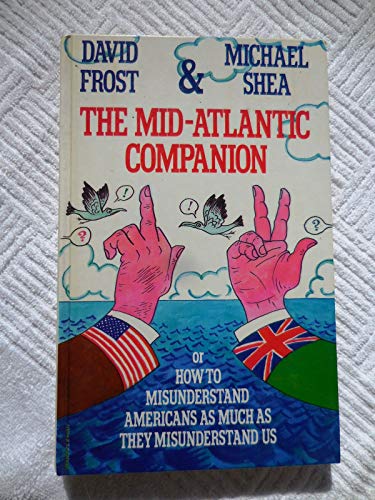 DAVID FROST & MICHAEL SHEA
THE MID-ATLANTIC
COMPANION
!
!
?
?
or
HOW TO
MISUNDERSTAND
AMERICANS AS MUCH AS
THEY MISUNDERSTAND US